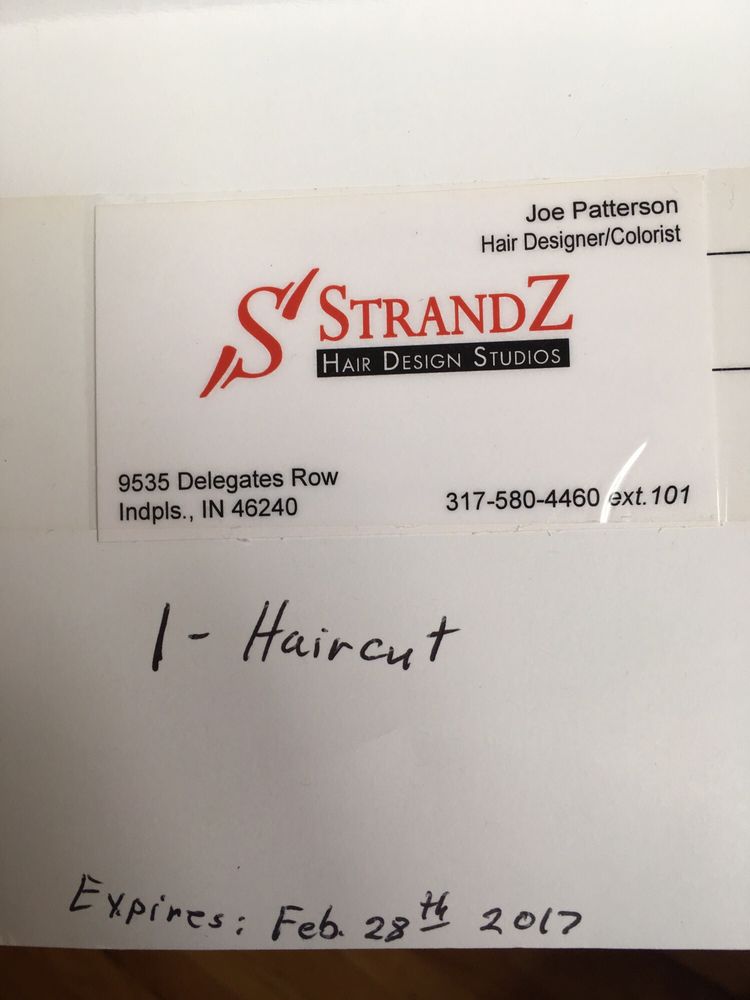 Joe Patterson
Hair Designer/Colorist
STRANDZ
HAIR DESIGN STUDIOS
9535 Delegates Row
Indpls., IN 46240
317-580-4460 ext.101
1 - Haircut
Expires: Feb. 28th 2017